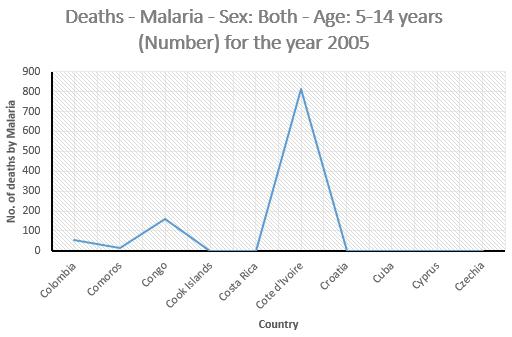 Deaths - Malaria - Sex: Both - Age: 5-14 years
(Number) for the year 2005
No. of deaths by Malaria
900
800
700
600
500
400
300
200
100
0
Colombia
Comoros
Congo
Cook Islands
Costa Rica
Cote d'Ivoire
Croatia
Cuba
Cyprus
Czechia
Country